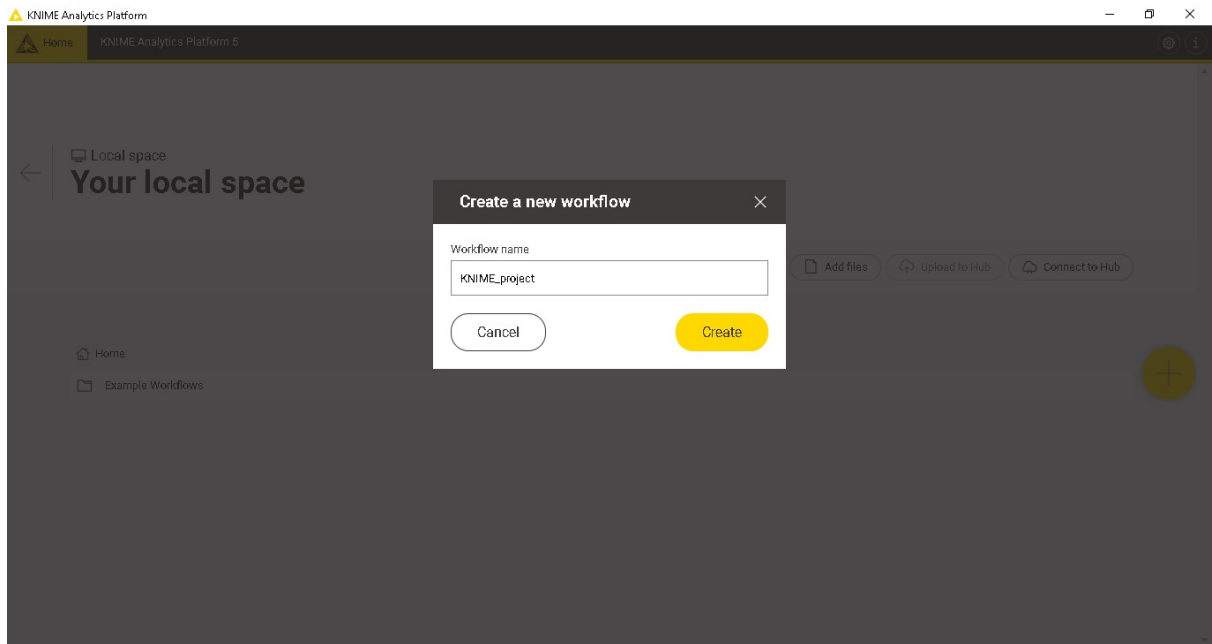 KNIME Analytics Platform
Home KNIME Analytics Platform 5
Local space
Your local space
Create a new workflow
Workflow name
KNIME_project
Cancel Create
Add files Upload to Hub Connect to Hub
Home
Example Workflows